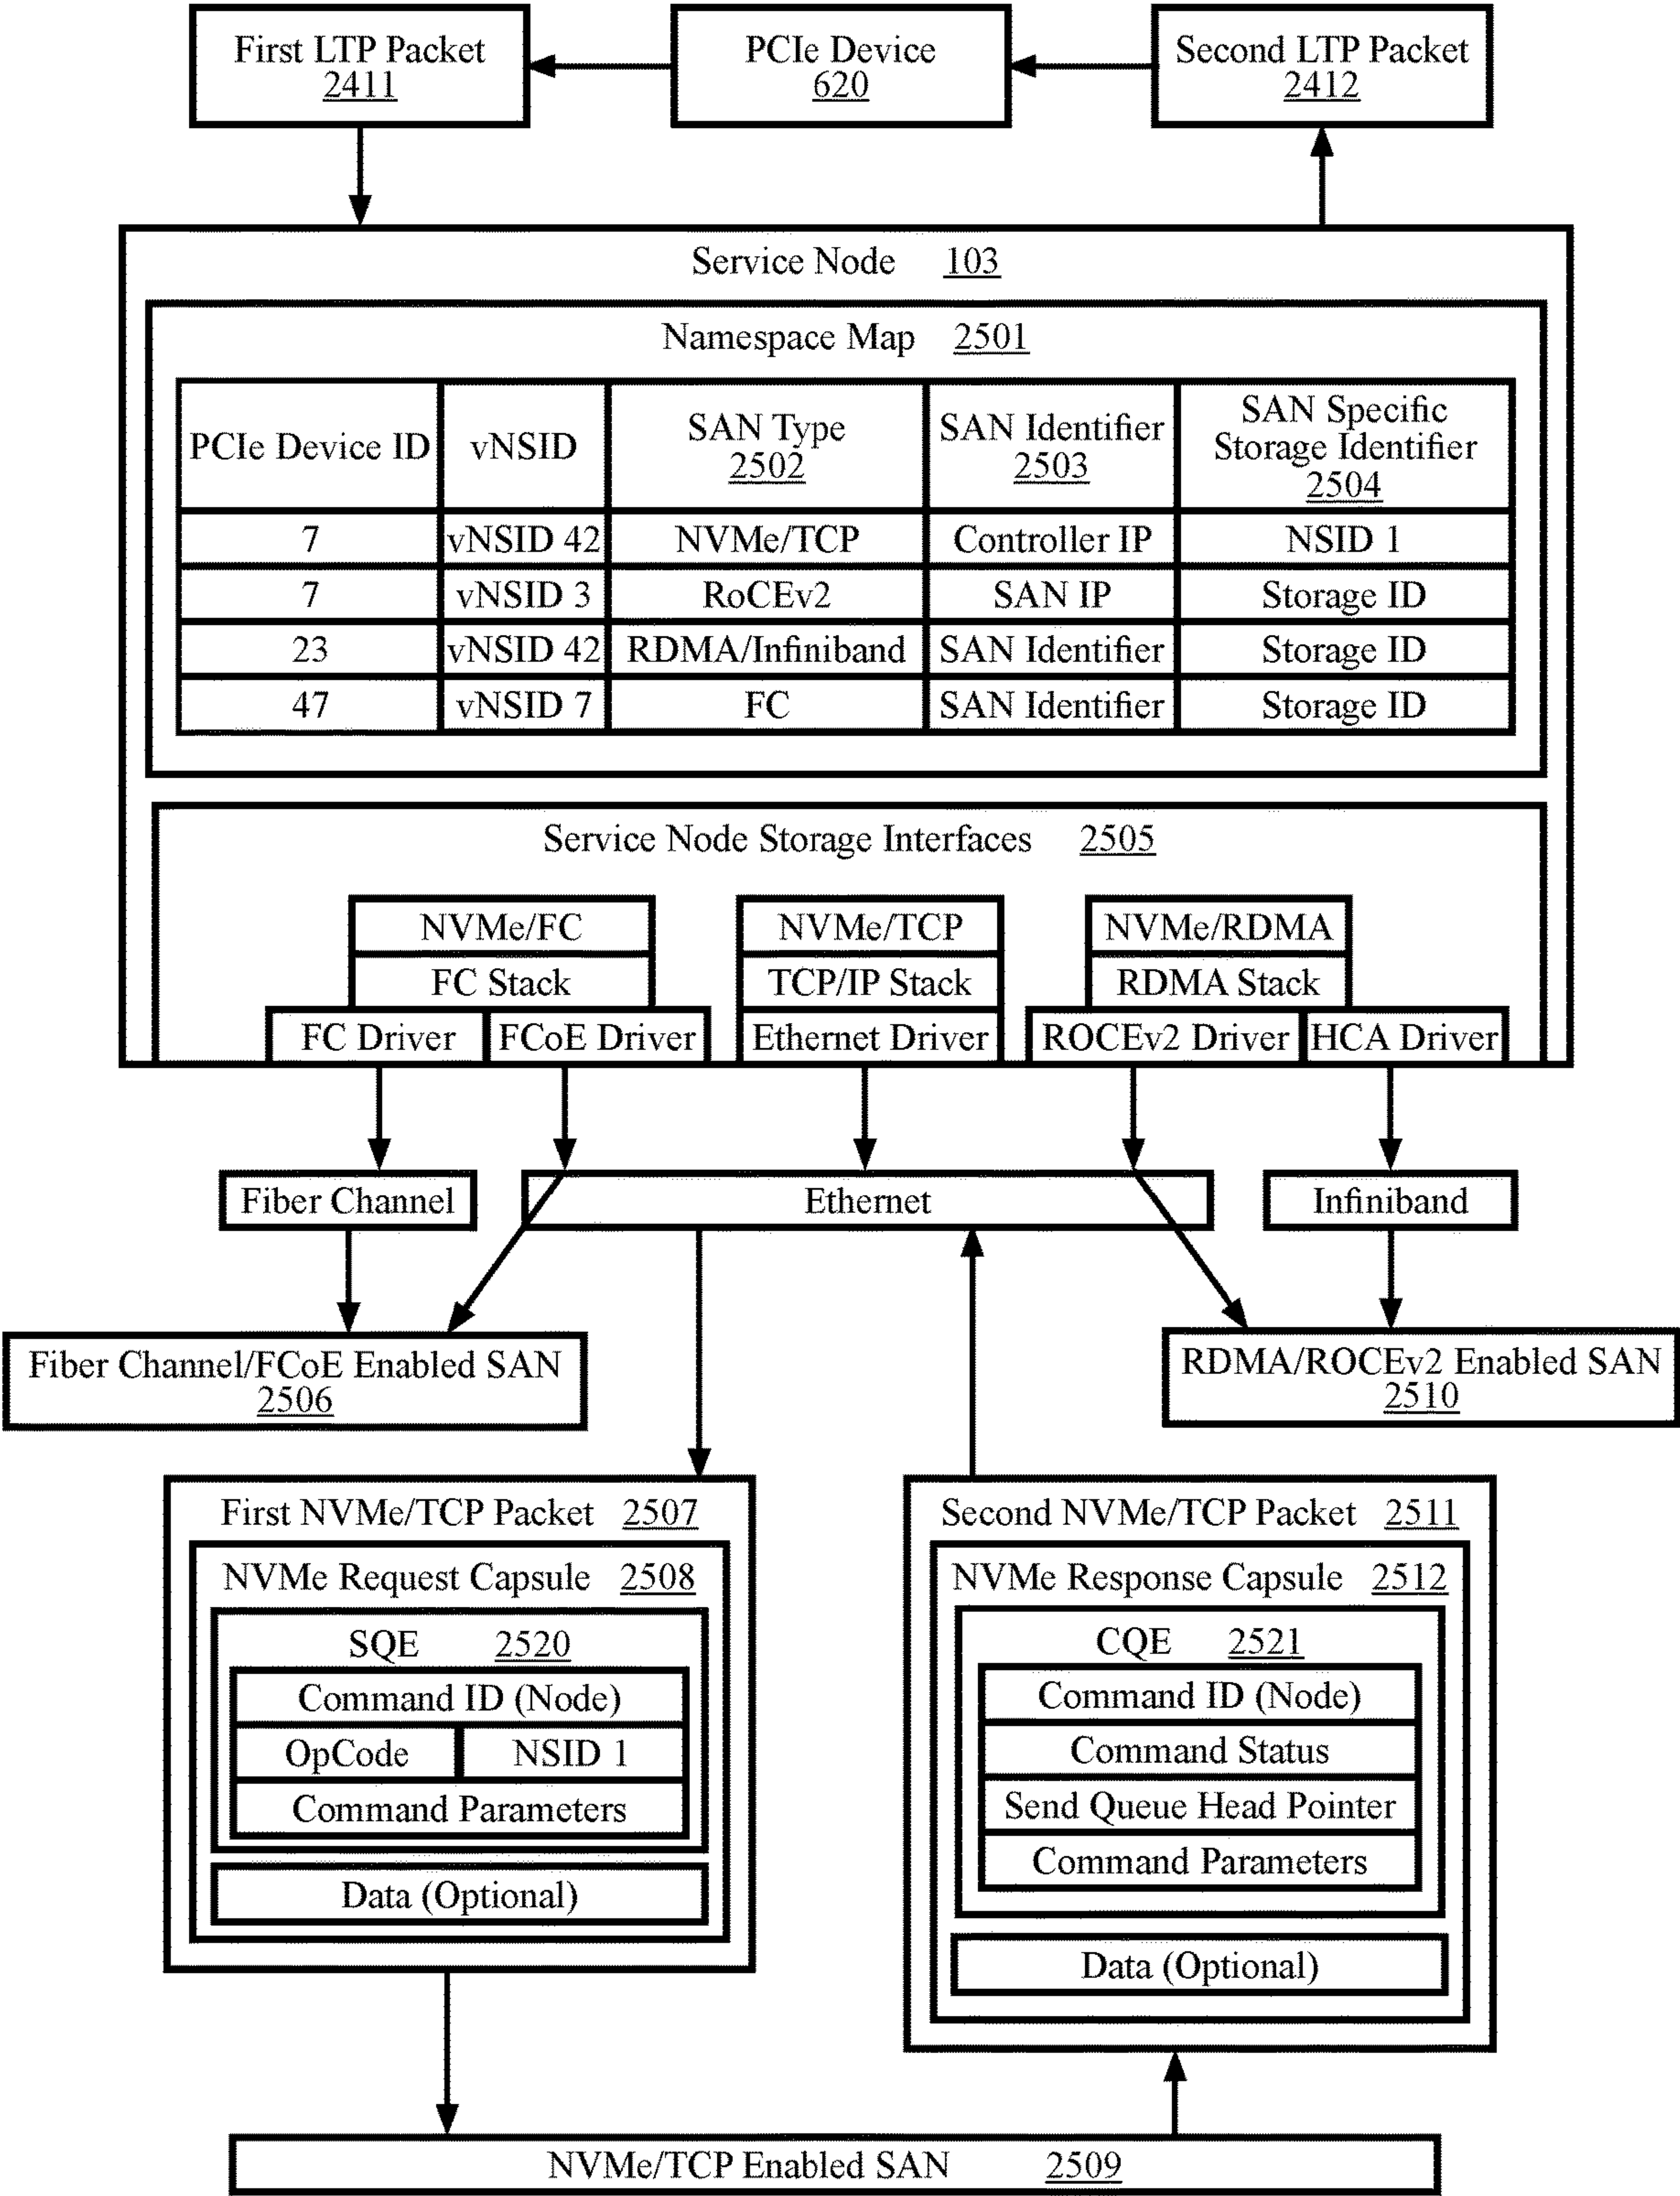 First LTP Packet
2411
PCIe Device
620
Second LTP Packet
2412
Service Node 103
Namespace Map 2501
PCIe Device ID
vNSID
SAN Type
2502
SAN Identifier
2503
SAN Specific
Storage Identifier
2504
7 vNSID 42 NVMe/TCP Controller IP NSID 1
7 vNSID 3 RoCEv2 SAN IP Storage ID
23 vNSID 42 RDMA/Infiniband SAN Identifier Storage ID
47 vNSID 7 FC SAN Identifier Storage ID
Service Node Storage Interfaces 2505
NVMe/FC NVMe/TCP NVMe/RDMA
FC Stack TCP/IP Stack RDMA Stack
FC Driver FCoE Driver Ethernet Driver ROCEv2 Driver HCA Driver
Fiber Channel Ethernet Infiniband
Fiber Channel/FCoE Enabled SAN
2506
RDMA/ROCEv2 Enabled SAN
2510
First NVMe/TCP Packet 2507
NVMe Request Capsule 2508
SQE 2520
Command ID (Node)
OpCode NSID 1
Command Parameters
Data (Optional)
Second NVMe/TCP Packet 2511
NVMe Response Capsule 2512
CQE 2521
Command ID (Node)
Command Status
Send Queue Head Pointer
Command Parameters
Data (Optional)
NVMe/TCP Enabled SAN 2509